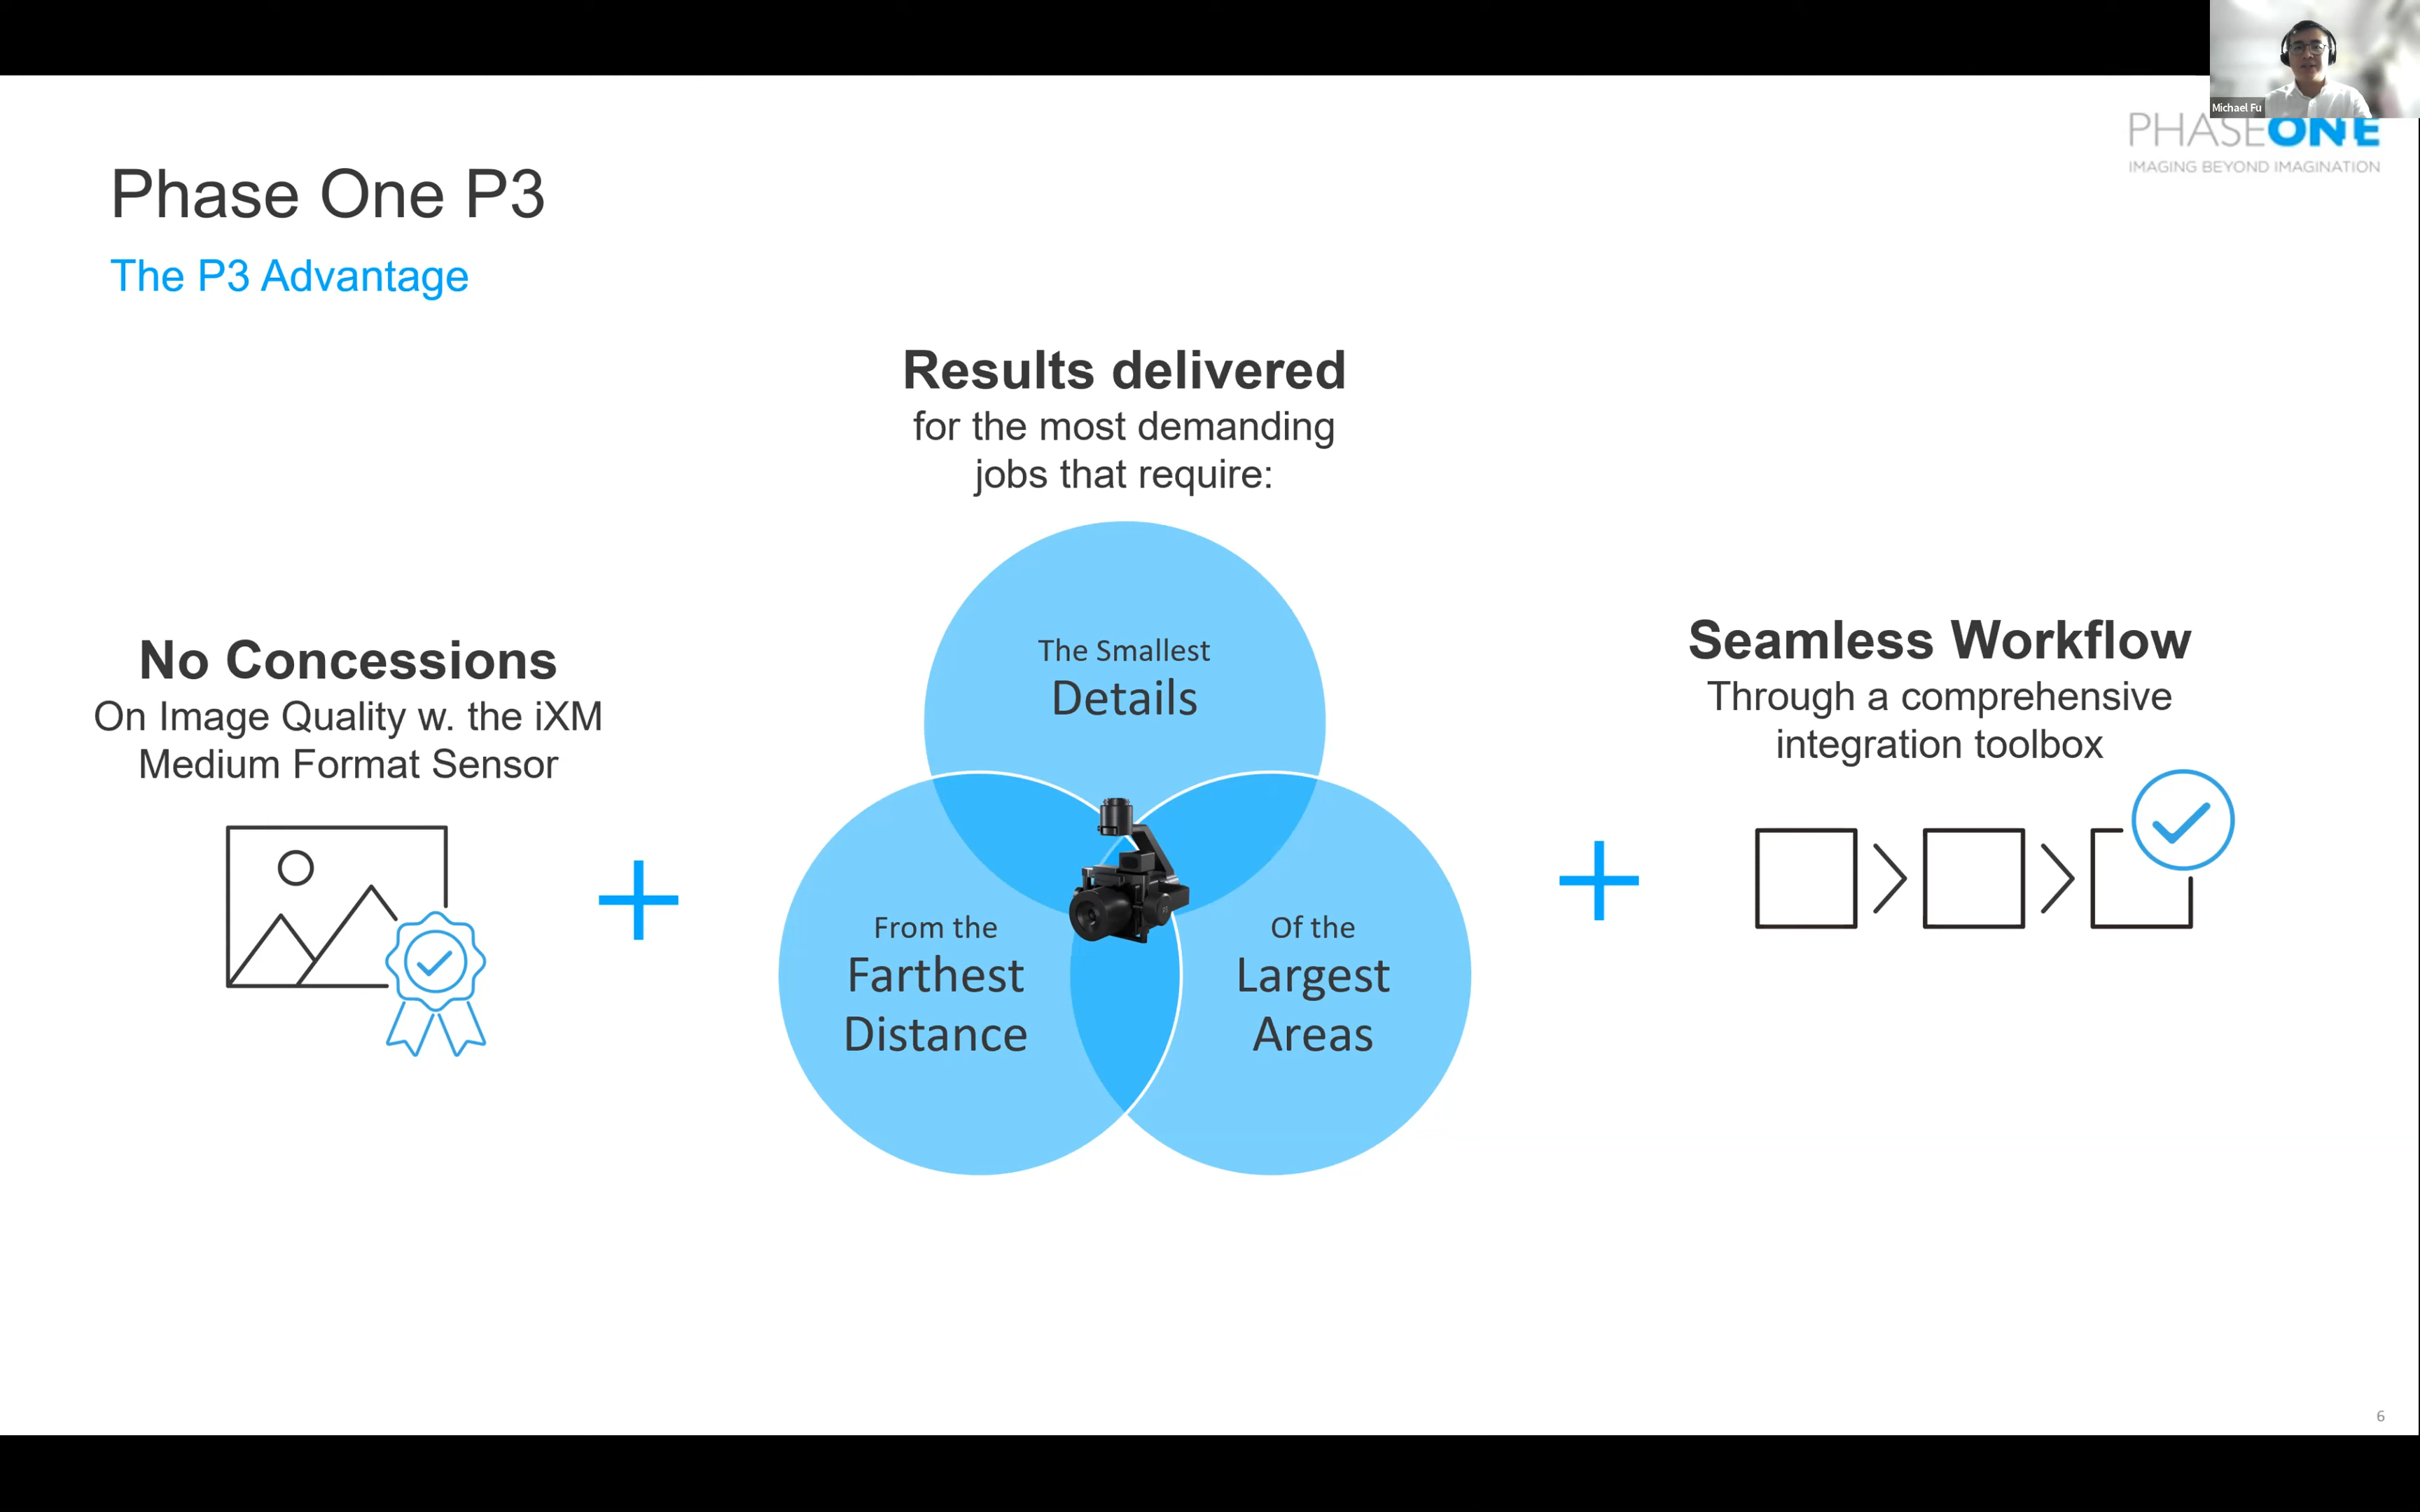 Michael Fu
PHASEONE
IMAGING BEYOND IMAGINATION
Phase One P3
The P3 Advantage
Results delivered
for the most demanding
jobs that require:
The Smallest
Details
From the
Farthest
Distance
Of the
Largest
Areas
No Concessions
On Image Quality w. the iXM
Medium Format Sensor
Seamless Workflow
Through a comprehensive
integration toolbox
6